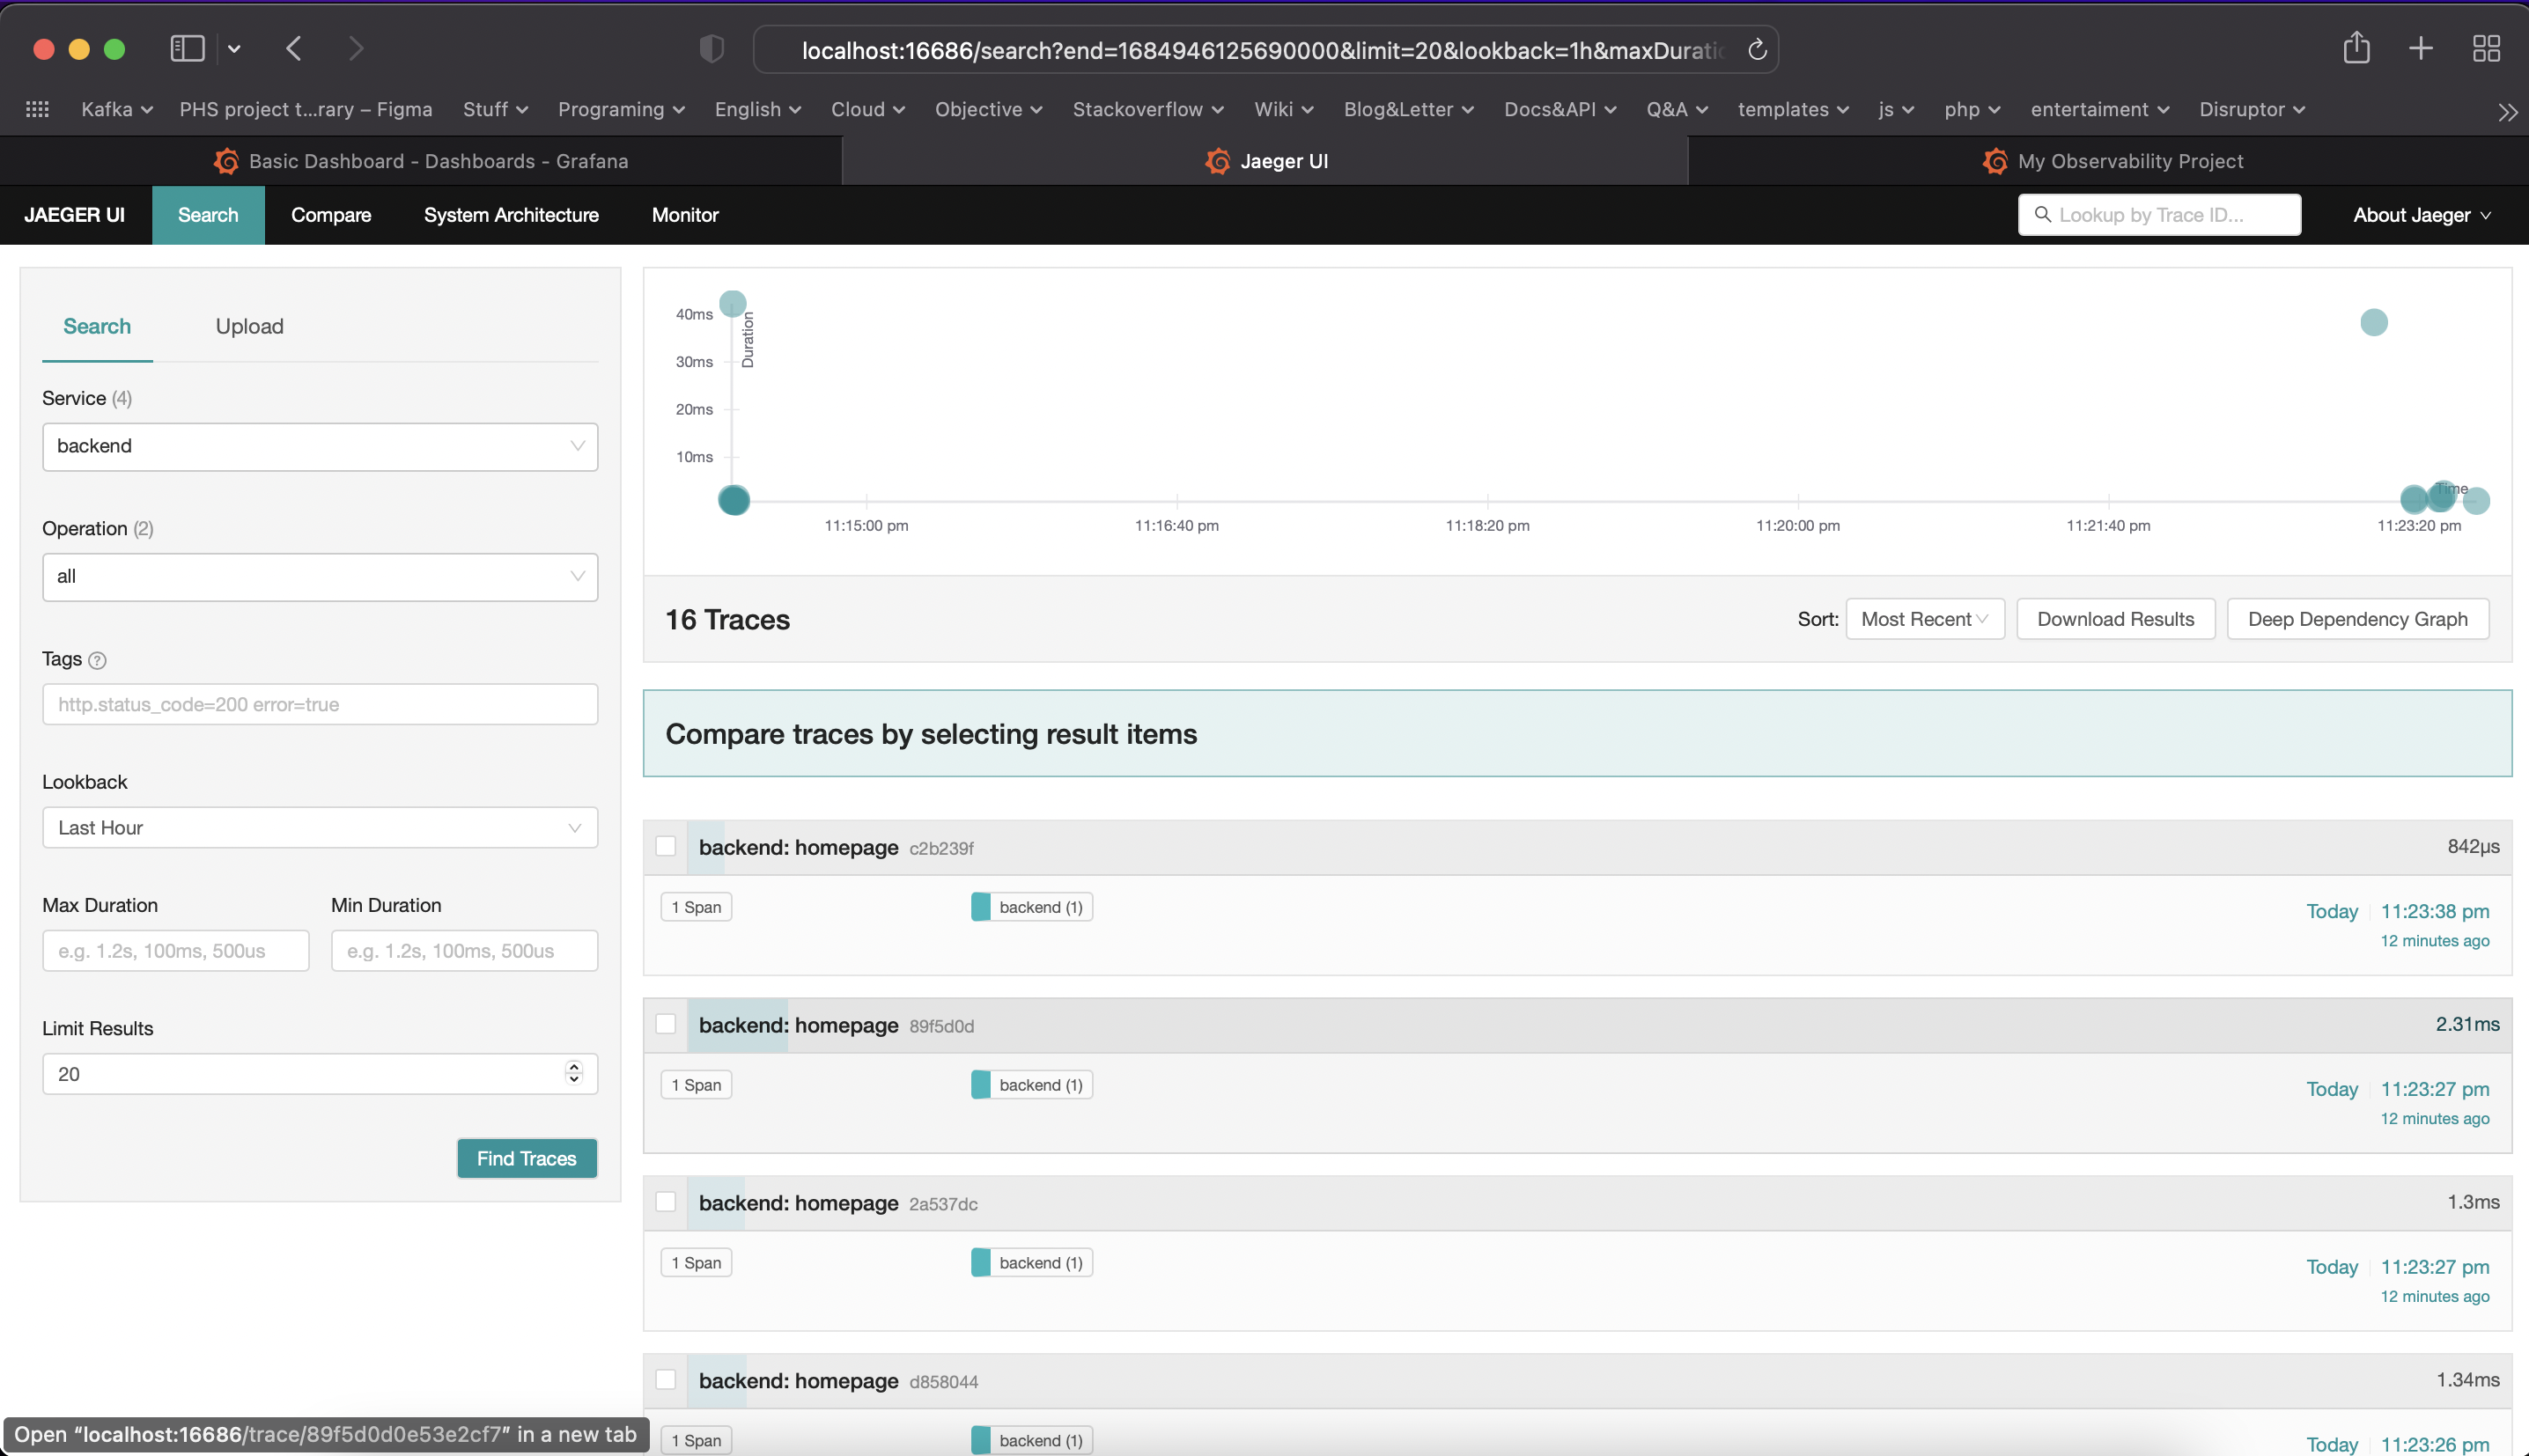 localhost:16686/search?end=1684946125690000&limit=20&lookback=1h&maxDuratio
Kafka PHS project t...rary – Figma Stuff Programing English Cloud Objective Stackoverflow Wiki Blog&Letter Docs&API Q&A templates js php entertaiment Disruptor
Basic Dashboard - Dashboards - Grafana Jaeger UI My Observability Project
JAEGER UI Search Compare System Architecture Monitor Lookup by Trace ID... About Jaeger
Search Upload
Service (4)
backend
Operation (2)
all
Tags ?
http.status_code=200 error=true
Lookback
Last Hour
Max Duration Min Duration
e.g. 1.2s, 100ms, 500us e.g. 1.2s, 100ms, 500us
Limit Results
20
Find Traces
Duration
40ms
30ms
20ms
10ms
Time
11:15:00 pm 11:16:40 pm 11:18:20 pm 11:20:00 pm 11:21:40 pm 11:23:20 pm
16 Traces Sort: Most Recent Download Results Deep Dependency Graph
Compare traces by selecting result items
backend: homepage c2b239f 842μs
1 Span backend (1) Today 11:23:38 pm
12 minutes ago
backend: homepage 89f5d0d 2.31ms
1 Span backend (1) Today 11:23:27 pm
12 minutes ago
backend: homepage 2a537dc 1.3ms
1 Span backend (1) Today 11:23:27 pm
12 minutes ago
backend: homepage d858044 1.34ms
1 Span backend (1) Today 11:23:26 pm
Open “localhost:16686/trace/89f5d0d0e53e2cf7” in a new tab